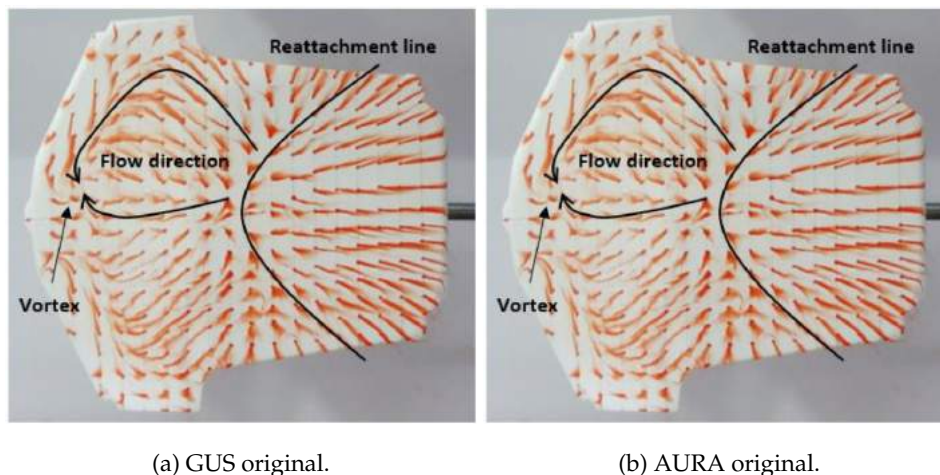 Reattachment line
Flow direction
Vortex
Reattachment line
Flow direction
Vortex
(a) GUS original.
(b) AURA original.